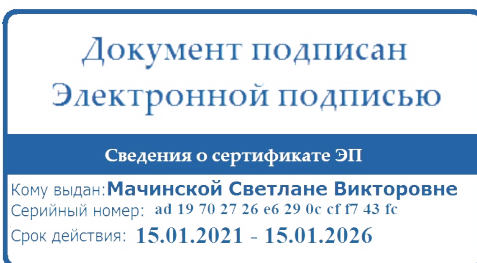 Документ подписан
Электронной подписью
Сведения о сертификате ЭП
Кому выдан:Мачинской Светлане Викторовне
Серийный номер: ad 19 70 27 26 e6 29 0c cf f7 43 fc
Срок действия: 15.01.2021 - 15.01.2026